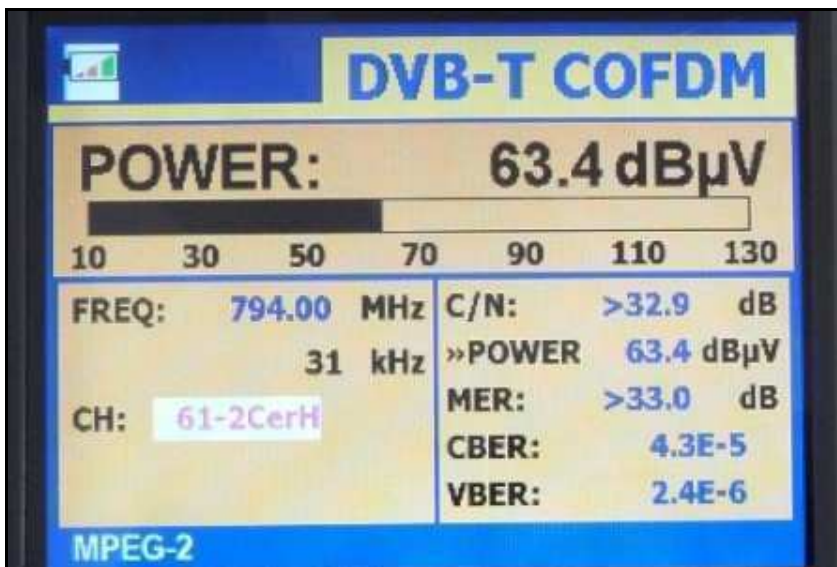 DVB-T COFDM
POWER: 63.4 dBµV
10 30 50 70 90 110 130
FREQ: 794.00 MHz
31 kHz
CH: 61-2CerH
C/N: >32.9 dB
»POWER 63.4 dBµV
MER: >33.0 dB
CBER: 4.3E-5
VBER: 2.4E-6
MPEG-2